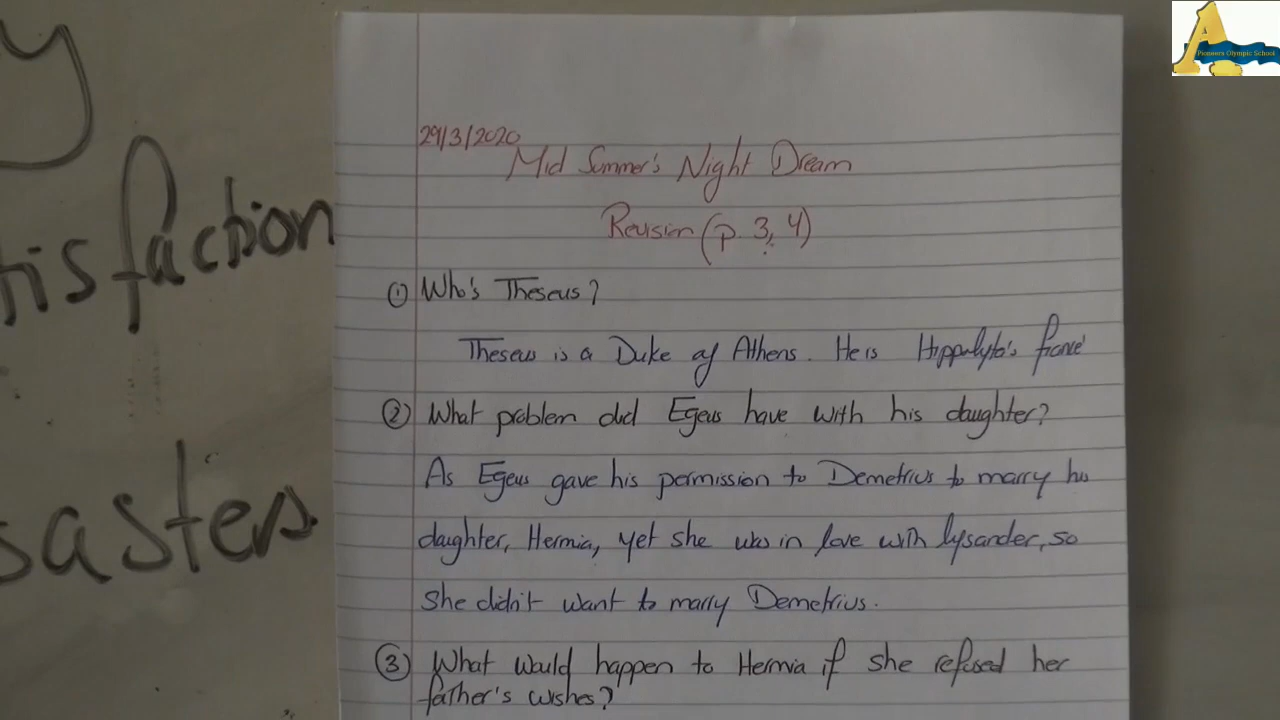 y
tisfaction
sasters
A
Pioneers Olympic School
29/3/2020
Mid Summer's Night Dream
Revision (p. 3, 4)
① Who's Theseus?
Theseus is a Duke of Athens. He is Hippolyta's fiancé
② What problem did Egeus have with his daughter?
As Egeus gave his permission to Demetrius to marry his
daughter, Hermia, yet she was in love with lysander, so
she didn't want to marry Demetrius.
③ What would happen to Hermia if she refused her
father's wishes?